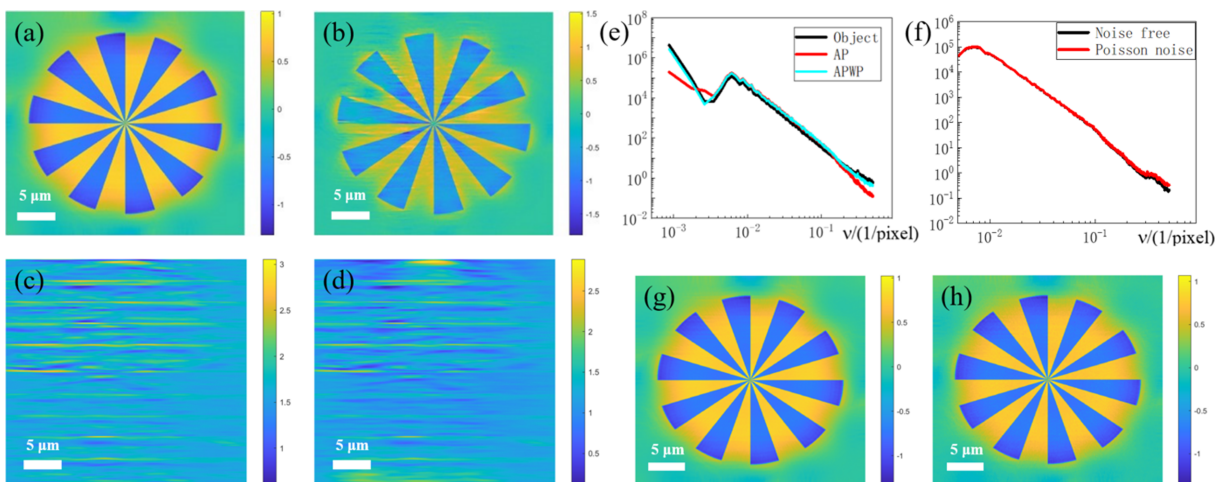 (a)
5 μm
1
0.5
0
-0.5
-1
(b)
5 μm
1.5
1
0.5
0
-0.5
-1
-1.5
(e)
10^8
10^6
10^4
10^2
10^0
10^-2
Object
AP
APWP
10^-3
10^-2
10^-1
ν/(1/pixel)
(f)
10^6
10^5
10^4
10^3
10^2
10^1
10^0
10^-1
10^-2
Noise free
Poisson noise
10^-2
10^-1
ν/(1/pixel)
(c)
5 μm
3
2.5
2
1.5
1
(d)
5 μm
2.5
2
1.5
1
0.5
(g)
5 μm
1
0.5
0
-0.5
-1
(h)
5 μm
1
0.5
0
-0.5
-1